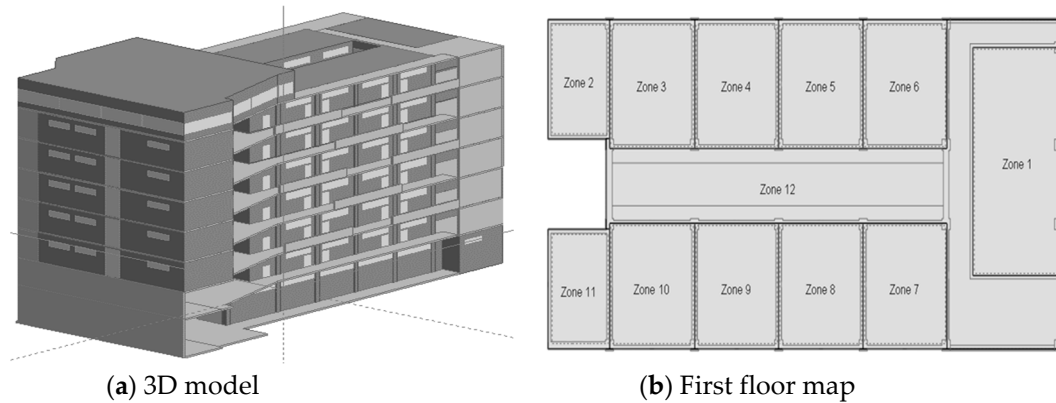 Zone 2
Zone 3
Zone 4
Zone 5
Zone 6
Zone 1
Zone 12
Zone 11
Zone 10
Zone 9
Zone 8
Zone 7
(a) 3D model
(b) First floor map